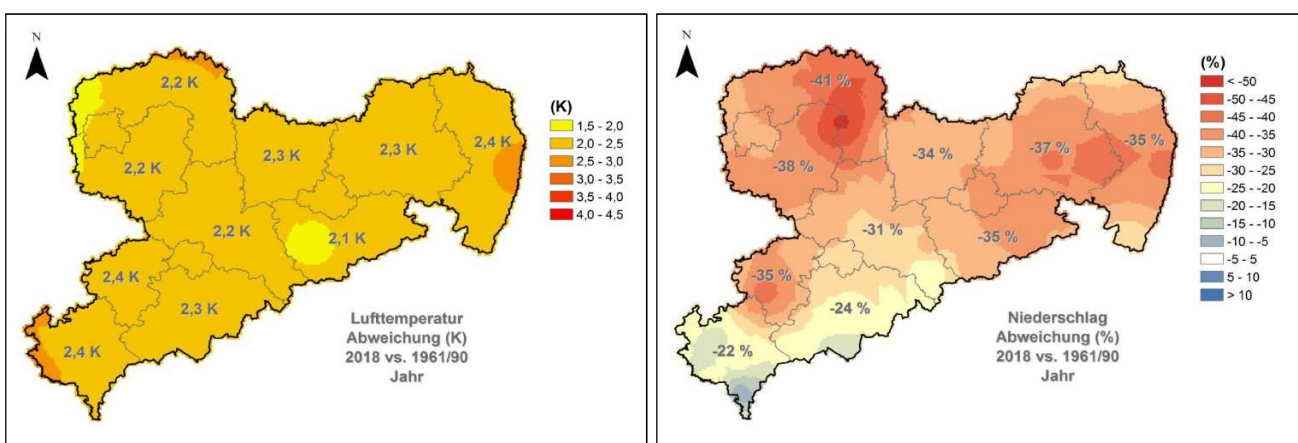 N
2,2 K
2,2 K
2,3 K
2,3 K
2,4 K
2,2 K
2,1 K
2,4 K
2,3 K
2,4 K
(K)
1,5 - 2,0
2,0 - 2,5
2,5 - 3,0
3,0 - 3,5
3,5 - 4,0
4,0 - 4,5
Lufttemperatur
Abweichung (K)
2018 vs. 1961/90
Jahr
N
-41 %
-38 %
-34 %
-37 %
-35 %
-31 %
-35 %
-35 %
-24 %
-22 %
(%)
< -50
-50 - -45
-45 - -40
-40 - -35
-35 - -30
-30 - -25
-25 - -20
-20 - -15
-15 - -10
-10 - -5
-5 - 5
5 - 10
> 10
Niederschlag
Abweichung (%)
2018 vs. 1961/90
Jahr